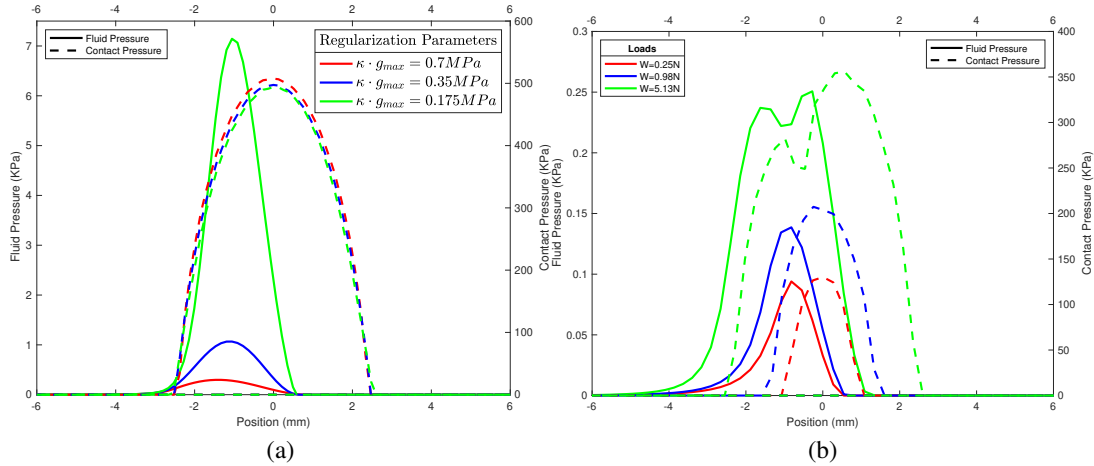 -6 -4 -2 0 2 4 6
Fluid Pressure
Contact Pressure
Regularization Parameters
κ · g_max = 0.7MPa
κ · g_max = 0.35MPa
κ · g_max = 0.175MPa
7
6
5
4
3
2
1
0
600
500
400
300
200
100
0
Fluid Pressure (KPa)
Contact Pressure (KPa)
-6 -4 -2 0 2 4 6
Position (mm)
(a)
-6 -4 -2 0 2 4 6
Loads
W=0.25N
W=0.98N
W=5.13N
Fluid Pressure
Contact Pressure
0.3
0.25
0.2
0.15
0.1
0.05
0
400
350
300
250
200
150
100
50
0
Fluid Pressure (KPa)
Contact Pressure (KPa)
-6 -4 -2 0 2 4 6
Position (mm)
(b)